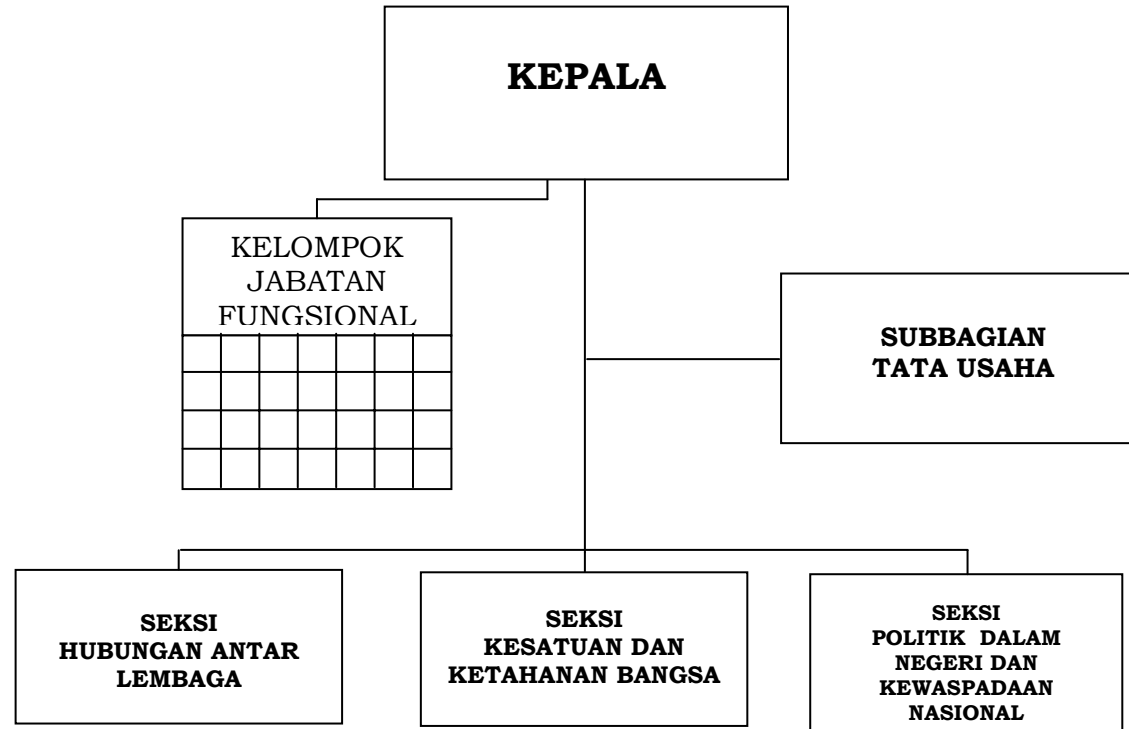 KEPALA
KELOMPOK
JABATAN
FUNGSIONAL
SUBBAGIAN
TATA USAHA
SEKSI
HUBUNGAN ANTAR
LEMBAGA
SEKSI
KESATUAN DAN
KETAHANAN BANGSA
SEKSI
POLITIK DALAM
NEGERI DAN
KEWASPADAAN
NASIONAL